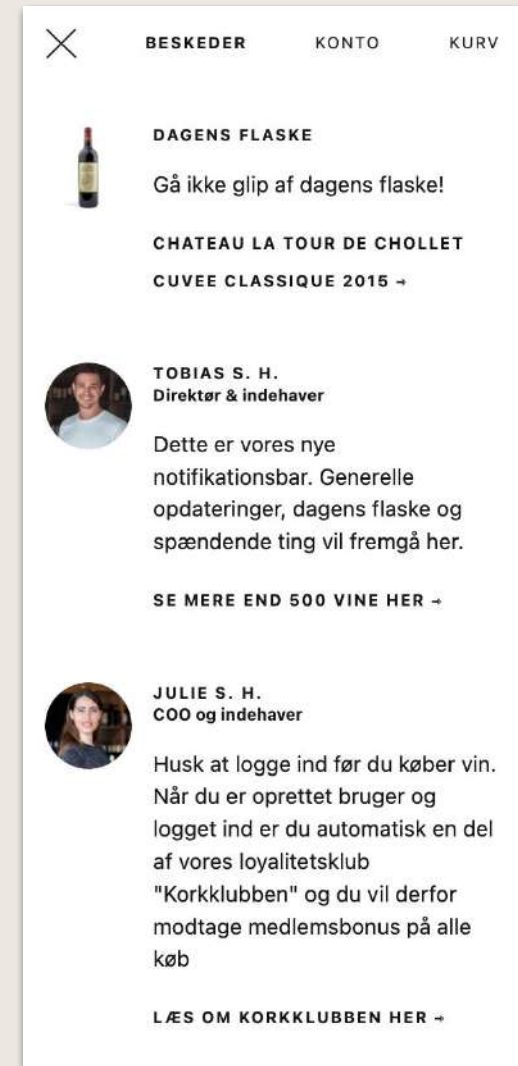 BESKEDER KONTO KURV
DAGENS FLASKE
Gå ikke glip af dagens flaske!
CHATEAU LA TOUR DE CHOLLET
CUVEE CLASSIQUE 2015 →
TOBIAS S. H.
Direktør & indehaver
Dette er vores nye
notifikationsbar. Generelle
opdateringer, dagens flaske og
spændende ting vil fremgå her.
SE MERE END 500 VINE HER →
JULIE S. H.
COO og indehaver
Husk at logge ind før du køber vin.
Når du er oprettet bruger og
logget ind er du automatisk en del
af vores loyalitetsklub
"Korkklubben" og du vil derfor
modtage medlemsbonus på alle
køb
LÆS OM KORKKLUBBEN HER →